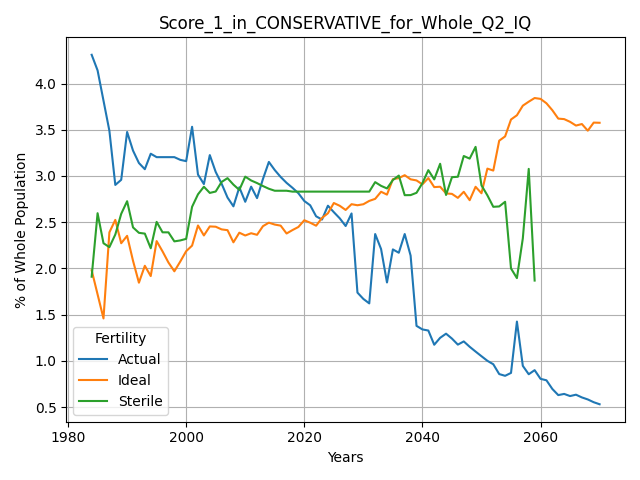 Score_1_in_CONSERVATIVE_for_Whole_Q2_IQ
% of Whole Population
4.0
3.5
3.0
2.5
2.0
1.5
1.0
0.5
Fertility
Actual
Ideal
Sterile
1980
2000
2020
2040
2060
Years